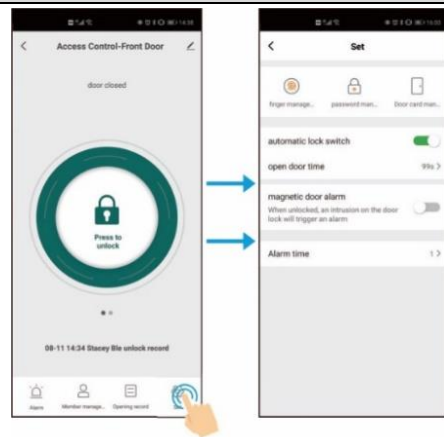 Access Control-Front Door
door closed
Press to
unlock
08-11 14:34 Stacey Ble unlock record
Alarm
Member manage..
Opening record
Set
finger manage..
password man..
Door card man..
automatic lock switch
open door time
99s
magnetic door alarm
When unlocked, an intrusion on the door
lock will trigger an alarm
Alarm time
1